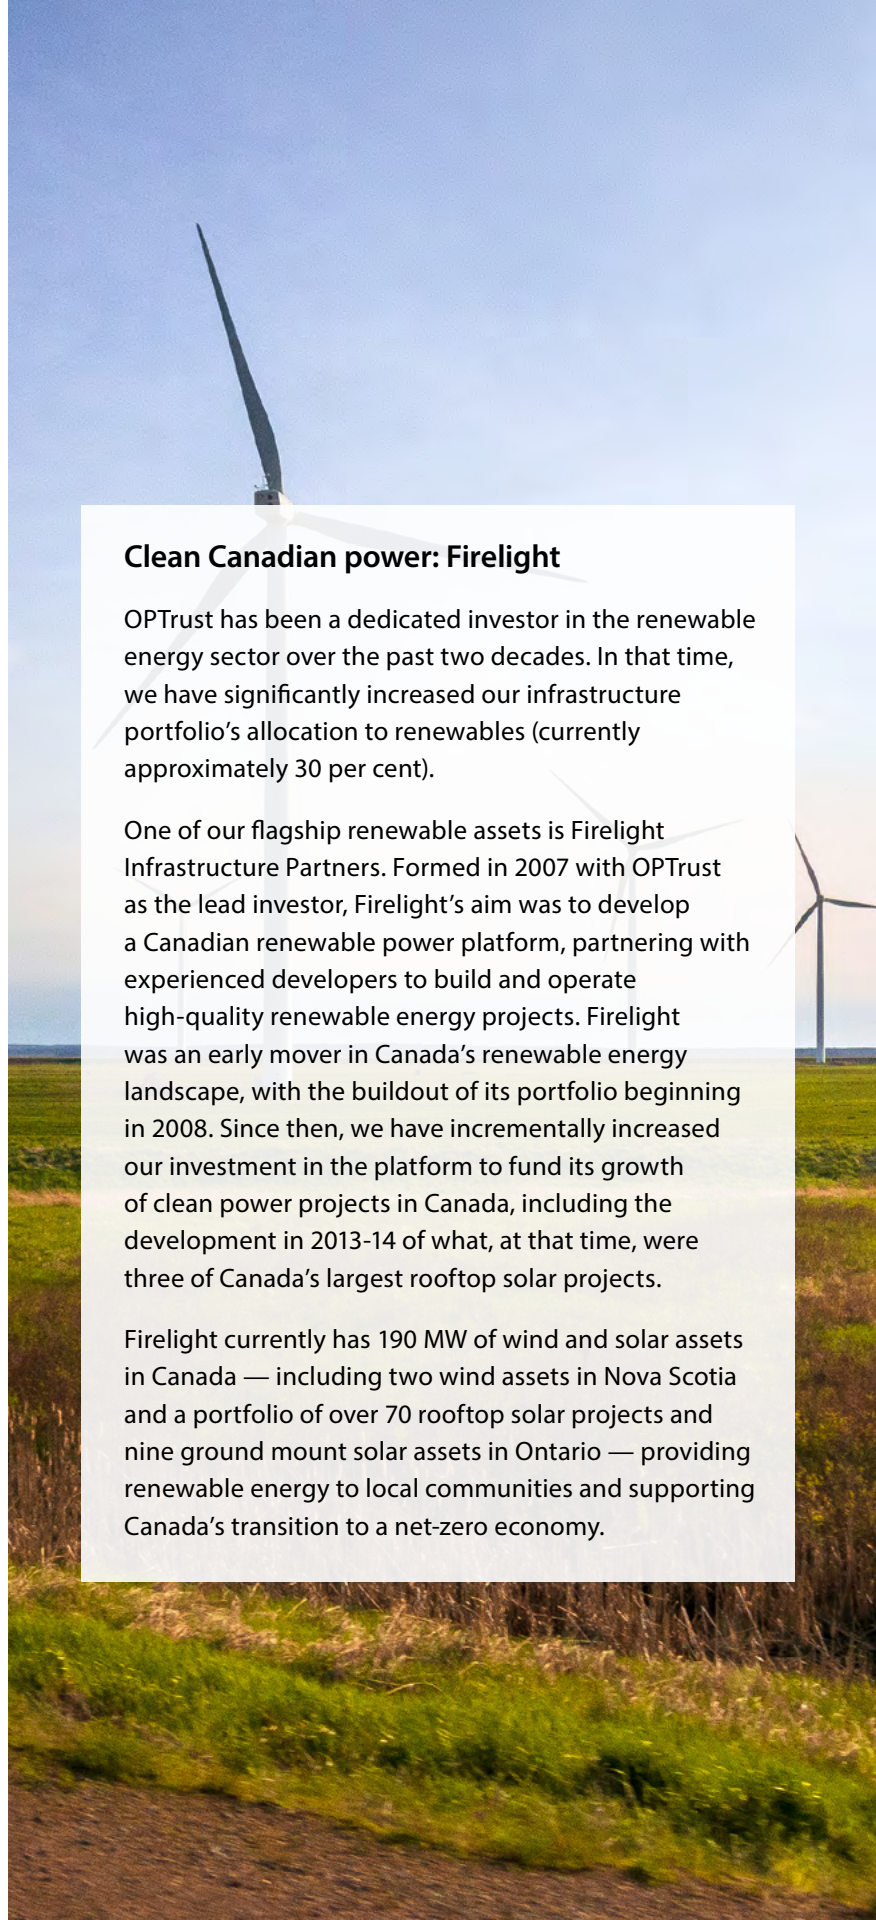 Clean Canadian power: Firelight
OPTrust has been a dedicated investor in the renewable
energy sector over the past two decades. In that time,
we have significantly increased our infrastructure
portfolio’s allocation to renewables (currently
approximately 30 per cent).
One of our flagship renewable assets is Firelight
Infrastructure Partners. Formed in 2007 with OPTrust
as the lead investor, Firelight’s aim was to develop
a Canadian renewable power platform, partnering with
experienced developers to build and operate
high-quality renewable energy projects. Firelight
was an early mover in Canada’s renewable energy
landscape, with the buildout of its portfolio beginning
in 2008. Since then, we have incrementally increased
our investment in the platform to fund its growth
of clean power projects in Canada, including the
development in 2013-14 of what, at that time, were
three of Canada’s largest rooftop solar projects.
Firelight currently has 190 MW of wind and solar assets
in Canada — including two wind assets in Nova Scotia
and a portfolio of over 70 rooftop solar projects and
nine ground mount solar assets in Ontario — providing
renewable energy to local communities and supporting
Canada’s transition to a net-zero economy.